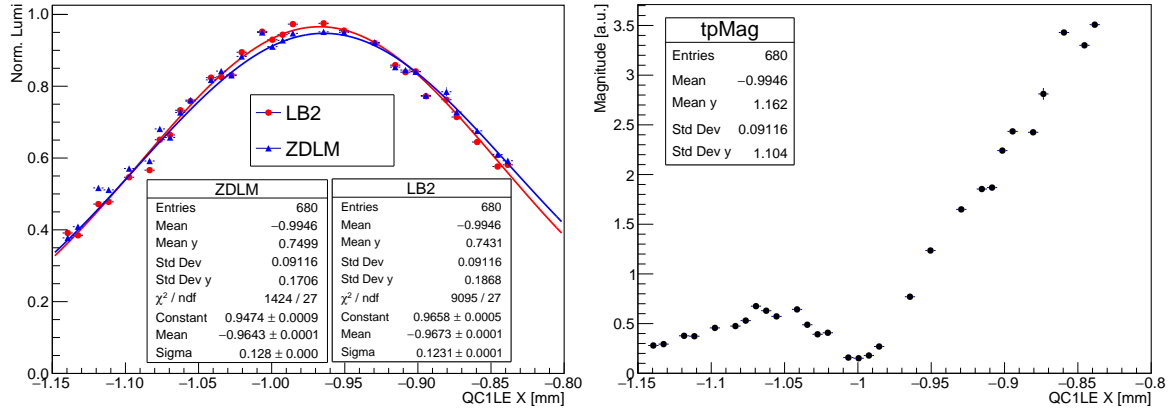 Norm. Lumi
1.0
0.8
0.6
0.4
0.2
0.0
LB2
ZDLM
ZDLM
Entries 680
Mean −0.9946
Mean y 0.7499
Std Dev 0.09116
Std Dev y 0.1706
χ² / ndf 1424 / 27
Constant 0.9474 ± 0.0009
Mean −0.9643 ± 0.0001
Sigma 0.128 ± 0.000
LB2
Entries 680
Mean −0.9946
Mean y 0.7431
Std Dev 0.09116
Std Dev y 0.1868
χ² / ndf 9095 / 27
Constant 0.9658 ± 0.0005
Mean −0.9673 ± 0.0001
Sigma 0.1231 ± 0.0001
−1.15 −1.10 −1.05 −1.00 −0.95 −0.90 −0.85 −0.80
QC1LE X [mm]
Magnitude [a.u.]
3.5
3
2.5
2
1.5
1
0.5
0
tpMag
Entries 680
Mean −0.9946
Mean y 1.162
Std Dev 0.09116
Std Dev y 1.104
−1.15 −1.1 −1.05 −1 −0.95 −0.9 −0.85 −0.8
QC1LE X [mm]